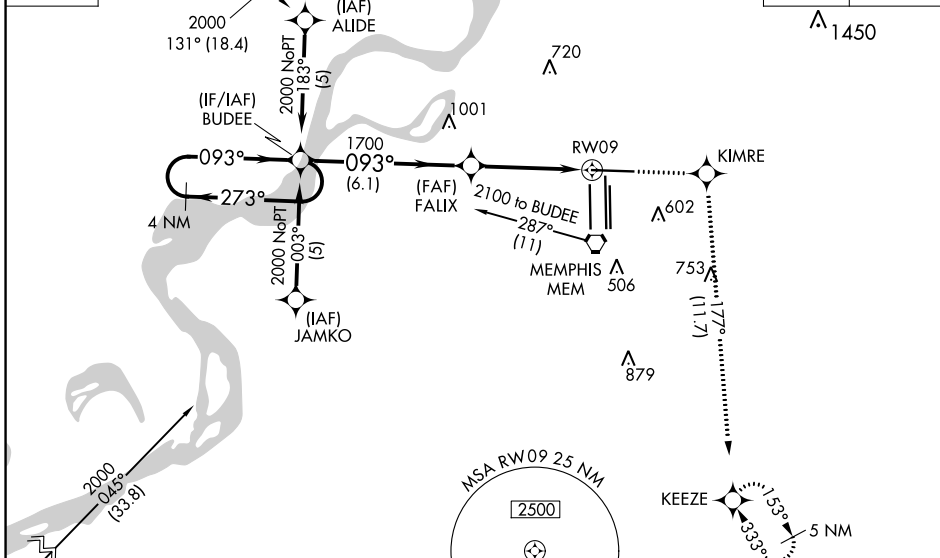 (IAF)
ALIDE
2000
131° (18.4)
1450
720
2000 NoPT
183°
(5)
(IF/IAF)
BUDEE
1001
093°
1700
093°
(6.1)
RW09
KIMRE
(FAF)
FALIX
273°
4 NM
2100 to BUDEE
287°
(11)
602
2000 NoPT
003°
(5)
MEMPHIS
MEM
506
753
177°
(11.7)
(IAF)
JAMKO
879
2000
045°
(33.8)
MSA RW09 25 NM
2500
KEEZE
153°
333°
5 NM